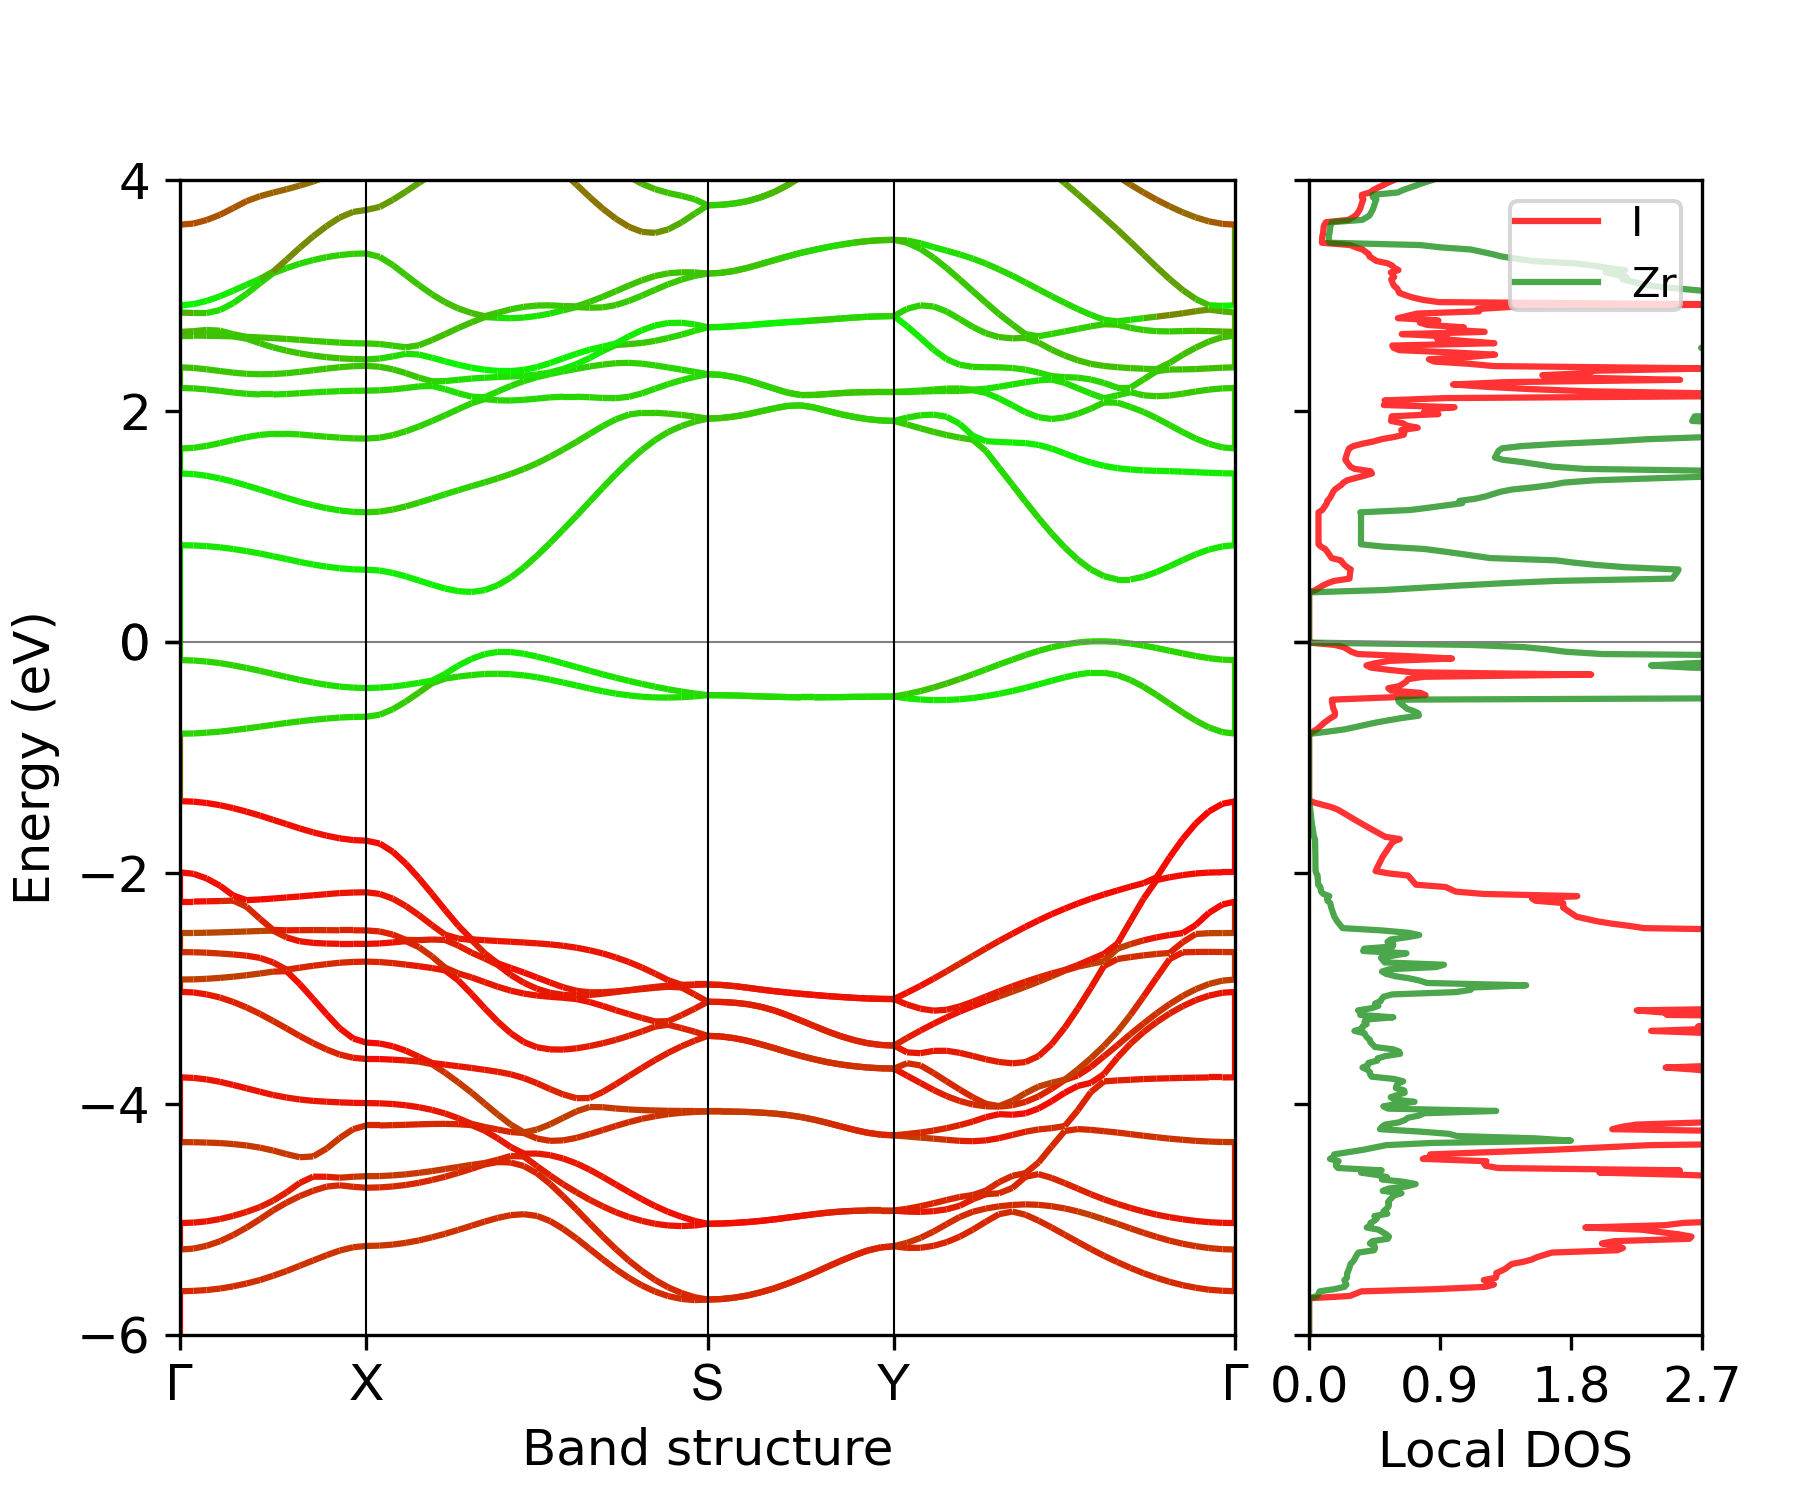 4
2
0
−2
−4
−6
Energy (eV)
Γ X S Y Γ
Band structure
I
Zr
0.0 0.9 1.8 2.7
Local DOS